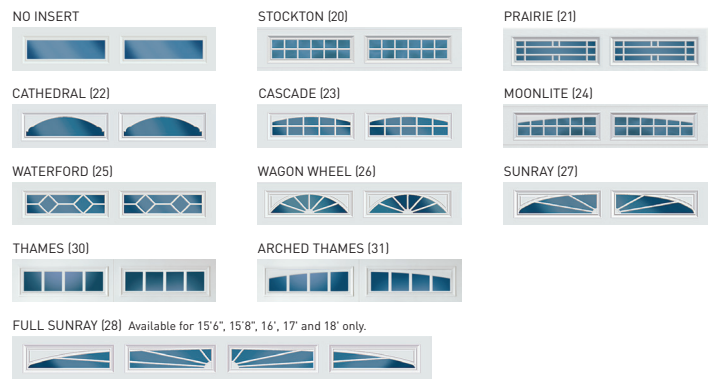 NO INSERT
STOCKTON (20)
PRAIRIE (21)
CATHEDRAL (22)
CASCADE (23)
MOONLITE (24)
WATERFORD (25)
WAGON WHEEL (26)
SUNRAY (27)
THAMES (30)
ARCHED THAMES (31)
FULL SUNRAY (28) Available for 15'6", 15'8", 16', 17' and 18' only.